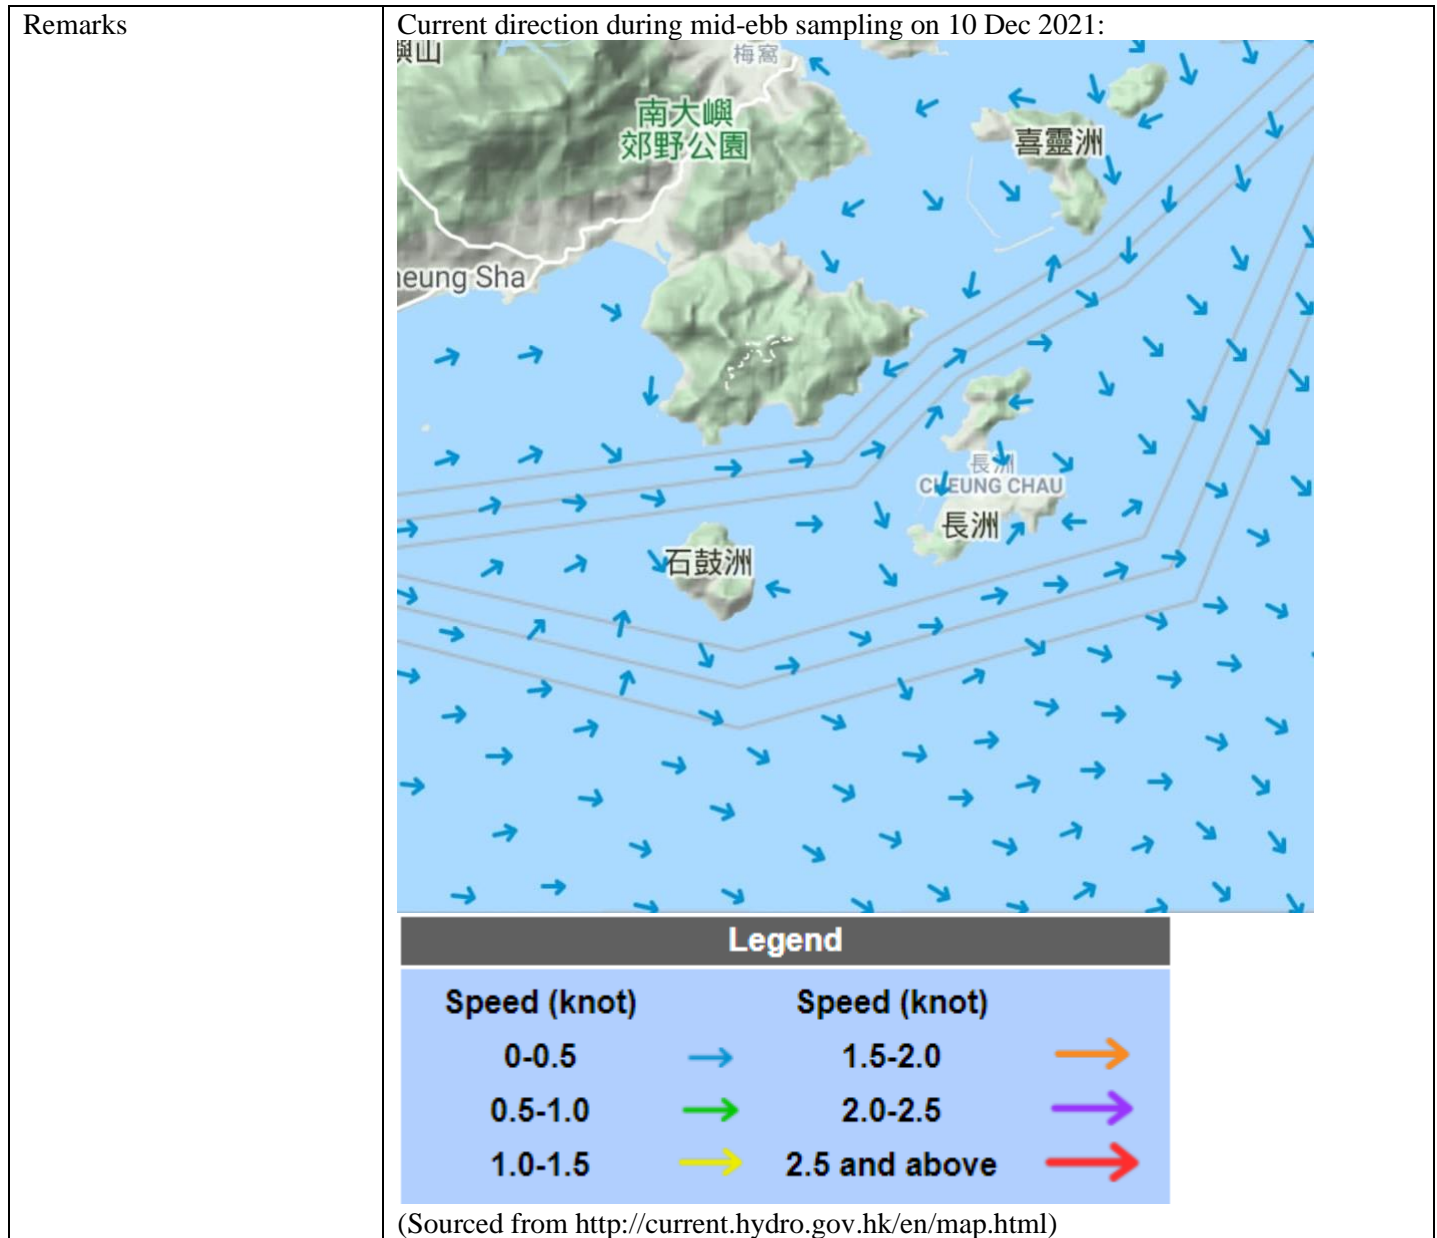 Remarks
Current direction during mid-ebb sampling on 10 Dec 2021:
嶼山
梅窩
南大嶼
郊野公園
喜靈洲
heung Sha
長洲
CHEUNG CHAU
長洲
石鼓洲
Legend
Speed (knot) Speed (knot)
0-0.5 1.5-2.0
0.5-1.0 2.0-2.5
1.0-1.5 2.5 and above
(Sourced from http://current.hydro.gov.hk/en/map.html)